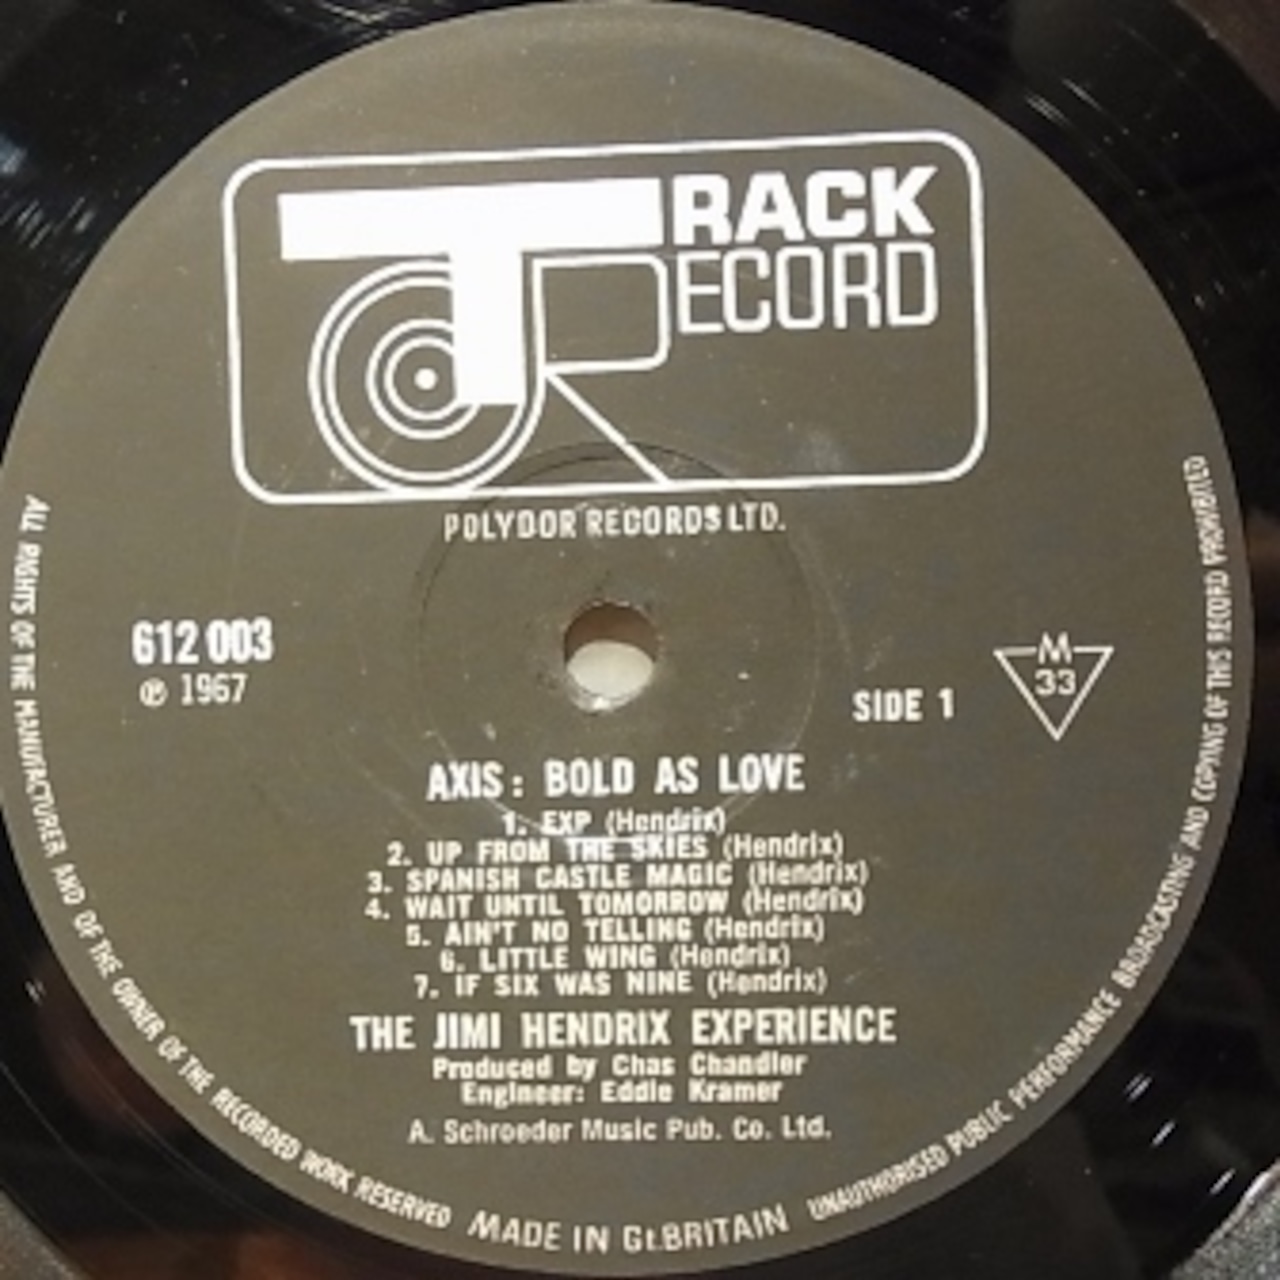 TRACK
RECORD
POLYDOR RECORDS LTD.
612 003
℗ 1967
SIDE 1
M
33
AXIS: BOLD AS LOVE
1. EXP (Hendrix)
2. UP FROM THE SKIES (Hendrix)
3. SPANISH CASTLE MAGIC (Hendrix)
4. WAIT UNTIL TOMORROW (Hendrix)
5. AIN'T NO TELLING (Hendrix)
6. LITTLE WING (Hendrix)
7. IF SIX WAS NINE (Hendrix)
THE JIMI HENDRIX EXPERIENCE
Produced by Chas Chandler
Engineer: Eddie Kramer
A. Schroeder Music Pub. Co. Ltd.
ALL RIGHTS OF THE MANUFACTURER AND OF THE OWNER OF THE RECORDED WORK RESERVED
MADE IN Gt.BRITAIN
UNAUTHORISED PUBLIC PERFORMANCE BROADCASTING AND COPYING OF THIS RECORD PROHIBITED